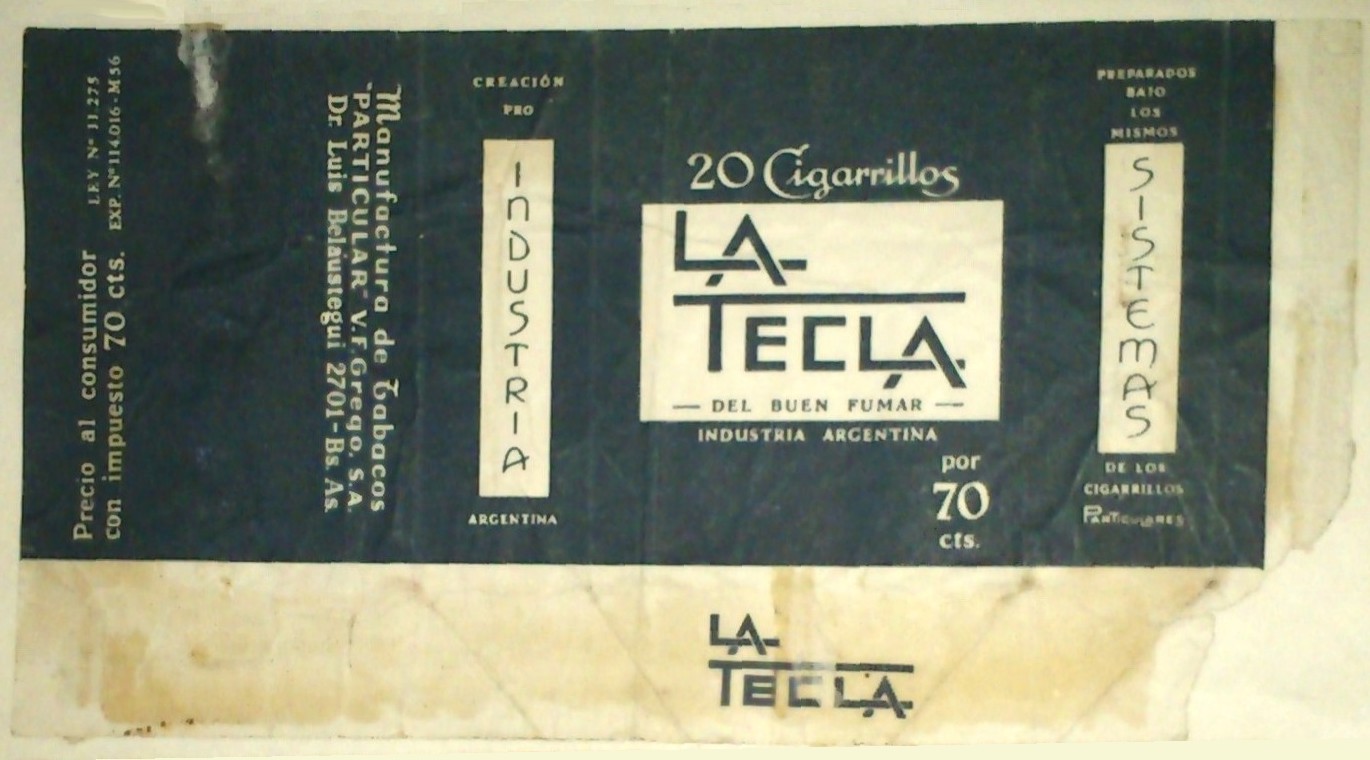 Precio al consumidor LEY Nº 11.275
con impuesto 70 cts. EXP. Nº 114.016-M56
Manufactura de Tabacos
"PARTICULAR" V.F.Grego, S.A.
Dr. Luis Belaustegui 2701-Bs. As.
CREACIÓN
PRO
INDUSTRIA
ARGENTINA
20 Cigarrillos
LA
TECLA
— DEL BUEN FUMAR —
INDUSTRIA ARGENTINA
por
70
cts.
PREPARADOS
BAJO
LOS
MISMOS
SISTEMAS
DE LOS
CIGARRILLOS
PARTICULARES
LA
TECLA